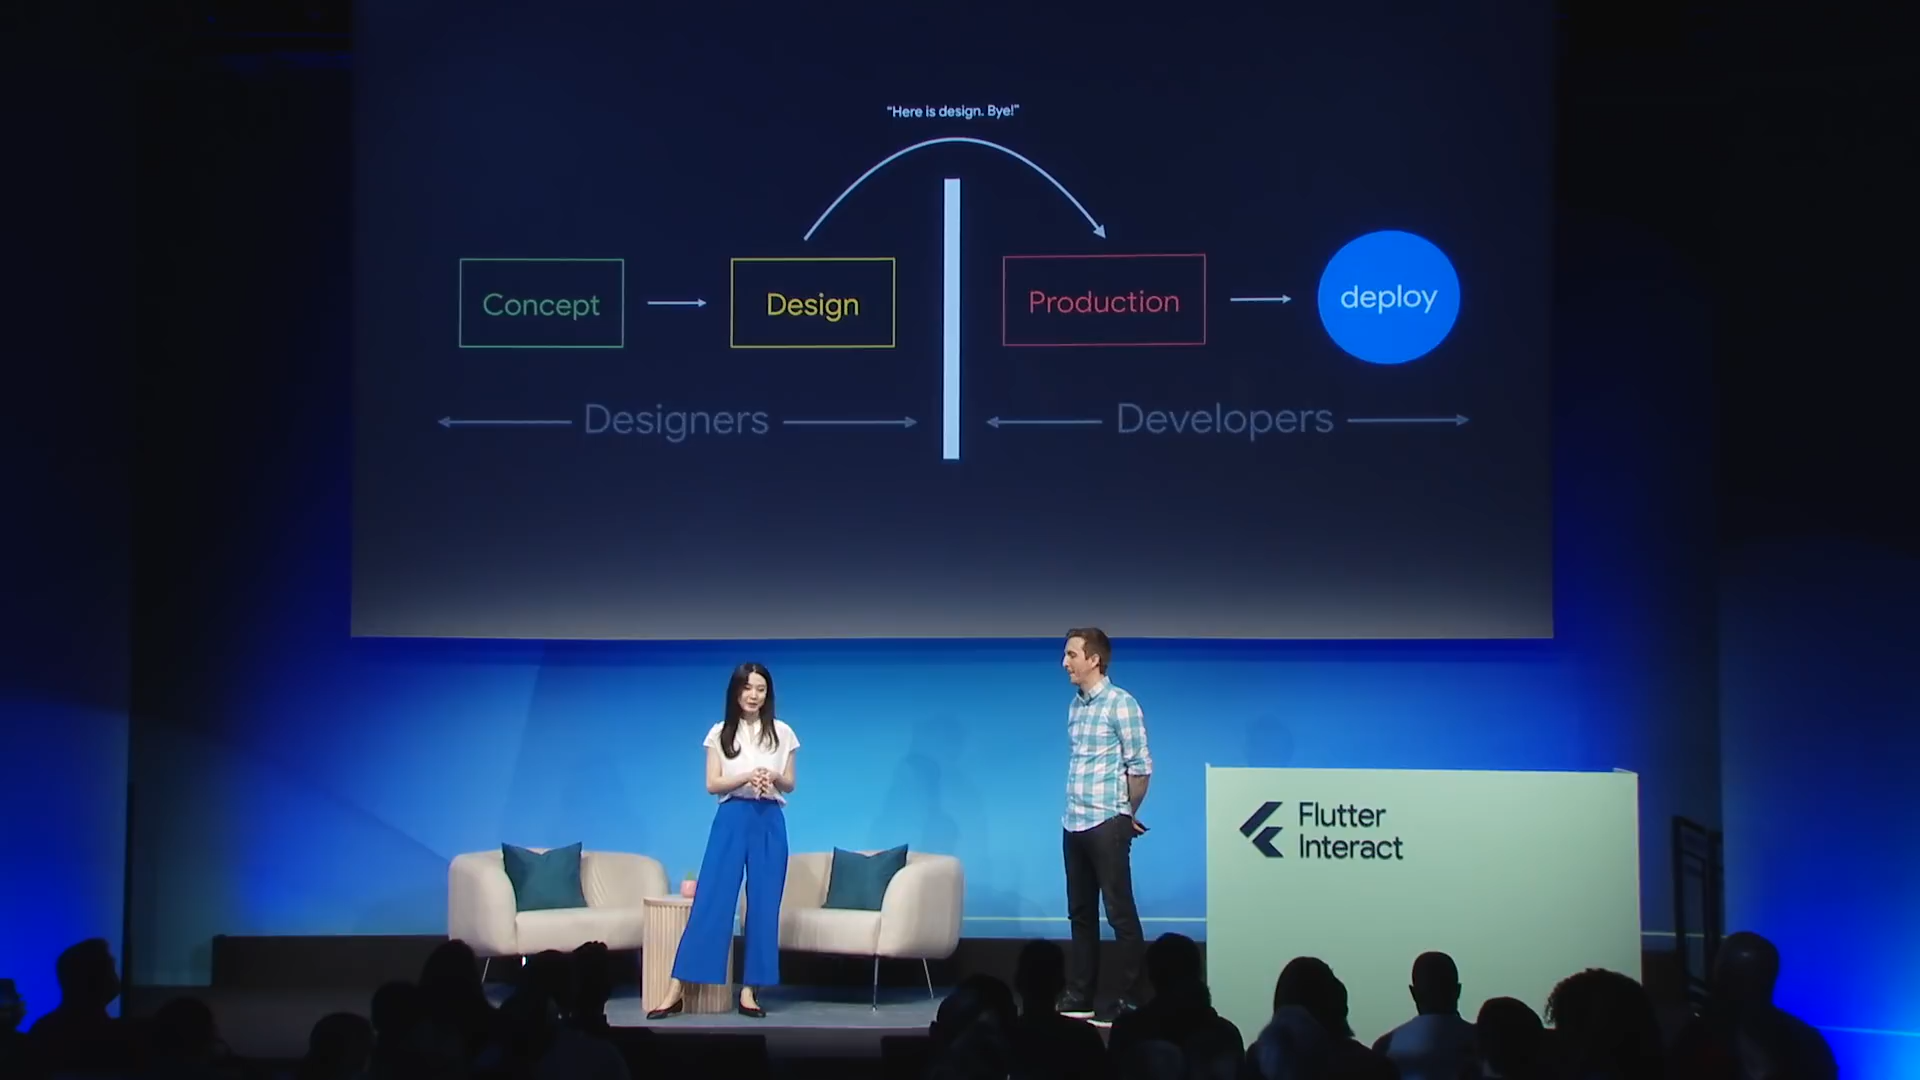 "Here is design. Bye!"
Concept
Design
Production
deploy
Designers
Developers
Flutter
Interact